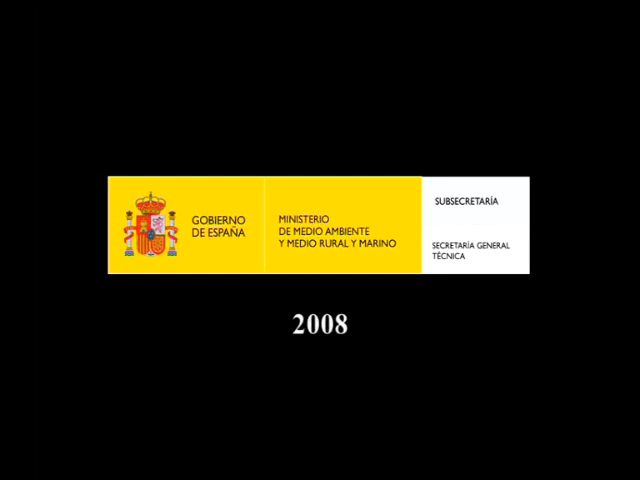 GOBIERNO
DE ESPAÑA
MINISTERIO
DE MEDIO AMBIENTE
Y MEDIO RURAL Y MARINO
SUBSECRETARÍA
SECRETARÍA GENERAL
TÉCNICA
2008